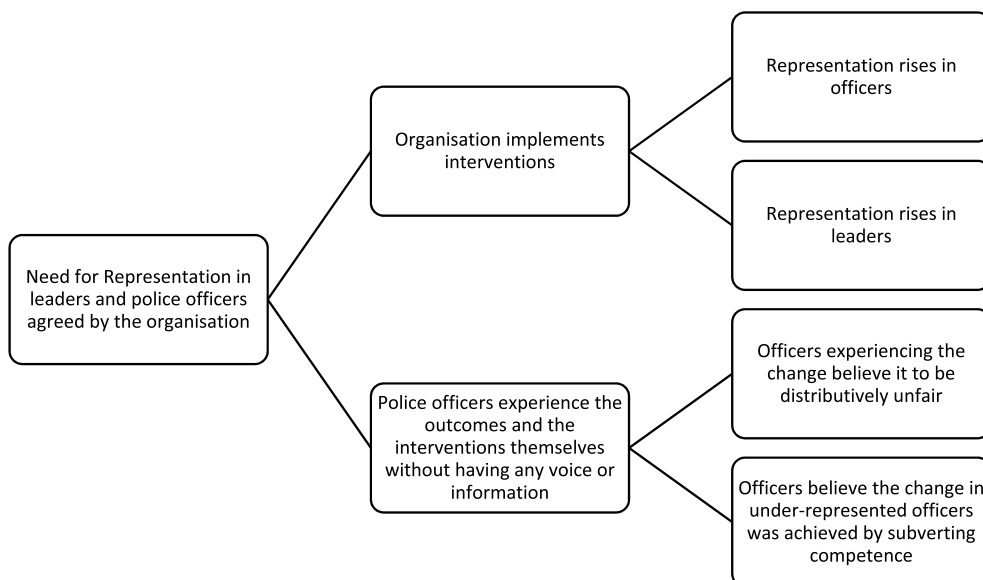 Need for Representation in
leaders and police officers
agreed by the organisation
Organisation implements
interventions
Representation rises in
officers
Representation rises in
leaders
Police officers experience the
outcomes and the
interventions themselves
without having any voice or
information
Officers experiencing the
change believe it to be
distributively unfair
Officers believe the change in
under-represented officers
was achieved by subverting
competence